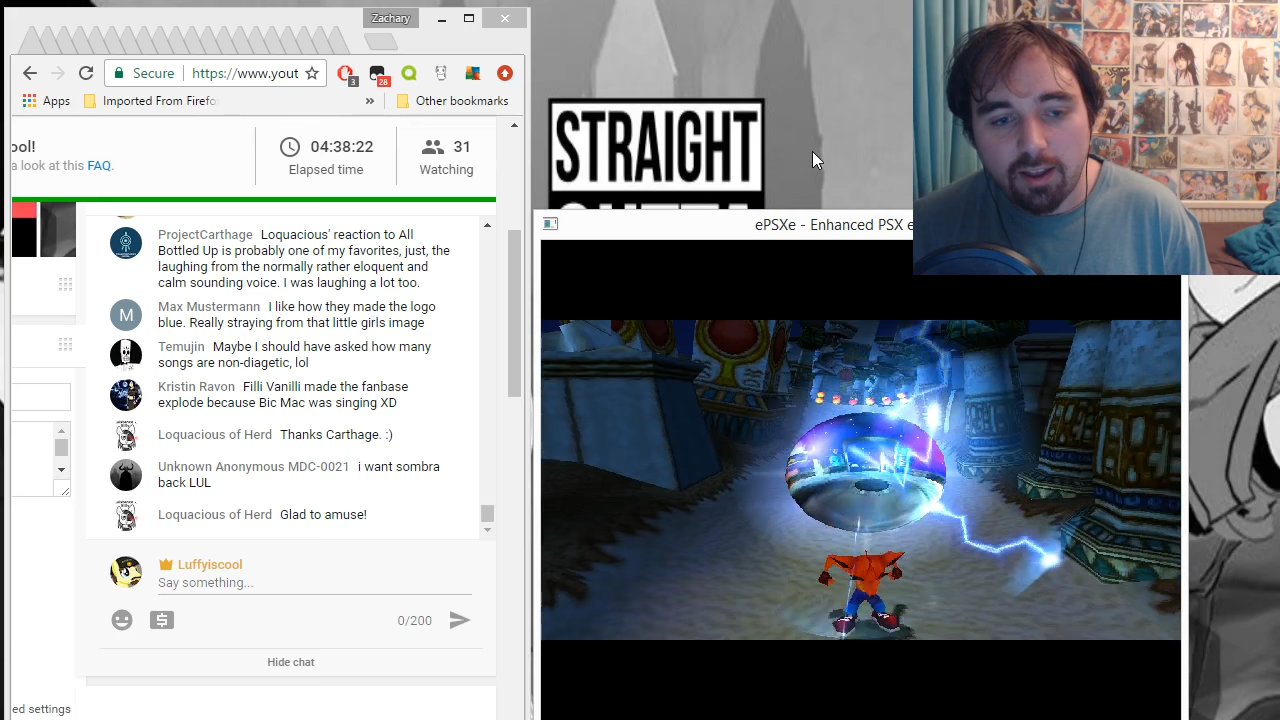 Zachary
Secure
https://www.yout
3
28
Apps
Imported From Firefo
»
Other bookmarks
ool!
a look at this FAQ.
04:38:22
Elapsed time
31
Watching
ProjectCarthage Loquacious' reaction to All
Bottled Up is probably one of my favorites, just, the
laughing from the normally rather eloquent and
calm sounding voice. I was laughing a lot too.
M
Max Mustermann I like how they made the logo
blue. Really straying from that little girls image
Temujin Maybe I should have asked how many
songs are non-diagetic, lol
Kristin Ravon Filli Vanilli made the fanbase
explode because Bic Mac was singing XD
Loquacious of Herd Thanks Carthage. :)
Unknown Anonymous MDC-0021 i want sombra
back LUL
Loquacious of Herd Glad to amuse!
Luffyiscool
Say something...
0/200
Hide chat
ed settings
STRAIGHT
ePSXe - Enhanced PSX e